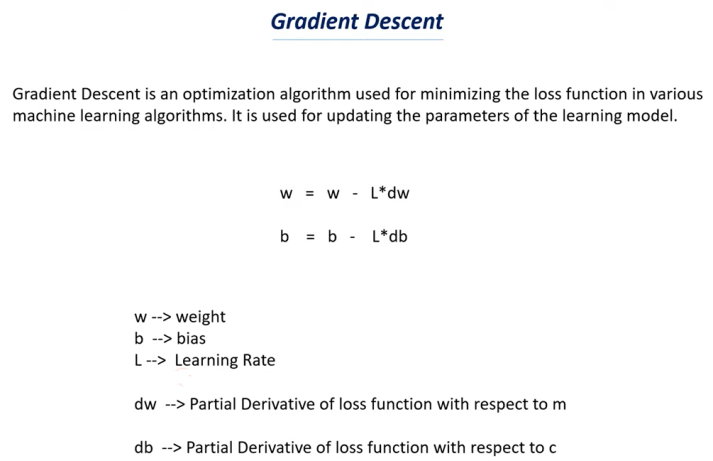 Gradient Descent
Gradient Descent is an optimization algorithm used for minimizing the loss function in various
machine learning algorithms. It is used for updating the parameters of the learning model.
w = w - L*dw
b = b - L*db
w --> weight
b --> bias
L --> Learning Rate
dw --> Partial Derivative of loss function with respect to m
db --> Partial Derivative of loss function with respect to c